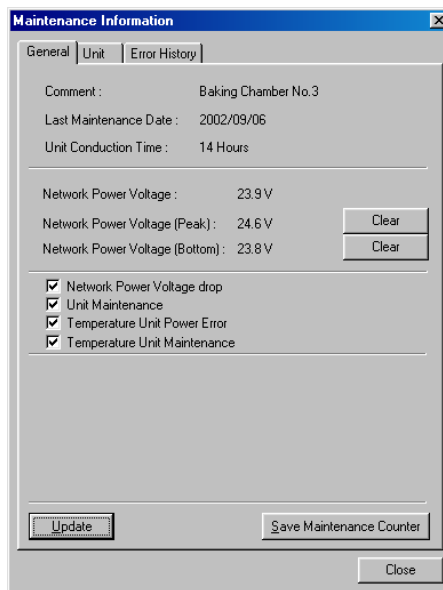 Maintenance Information
General Unit Error History
Comment : Baking Chamber No.3
Last Maintenance Date : 2002/09/06
Unit Conduction Time : 14 Hours
Network Power Voltage : 23.9 V
Network Power Voltage (Peak) : 24.6 V Clear
Network Power Voltage (Bottom) : 23.8 V Clear
Network Power Voltage drop
Unit Maintenance
Temperature Unit Power Error
Temperature Unit Maintenance
Update Save Maintenance Counter
Close